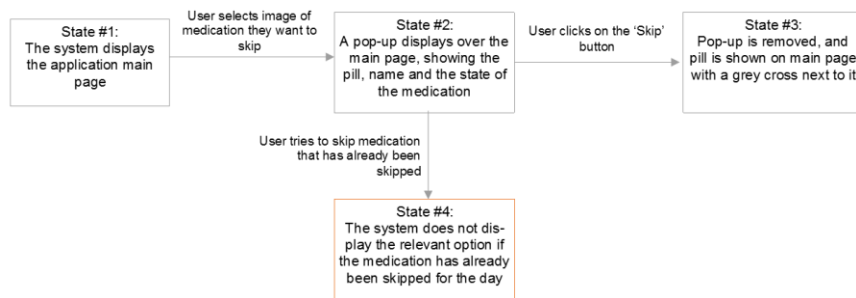 State #1:
The system displays
the application main
page
User selects image of
medication they want to
skip
State #2:
A pop-up displays over the
main page, showing the
pill, name and the state of
the medication
User clicks on the ‘Skip’
button
State #3:
Pop-up is removed, and
pill is shown on main page
with a grey cross next to it
User tries to skip medication
that has already been
skipped
State #4:
The system does not dis-
play the relevant option if
the medication has already
been skipped for the day